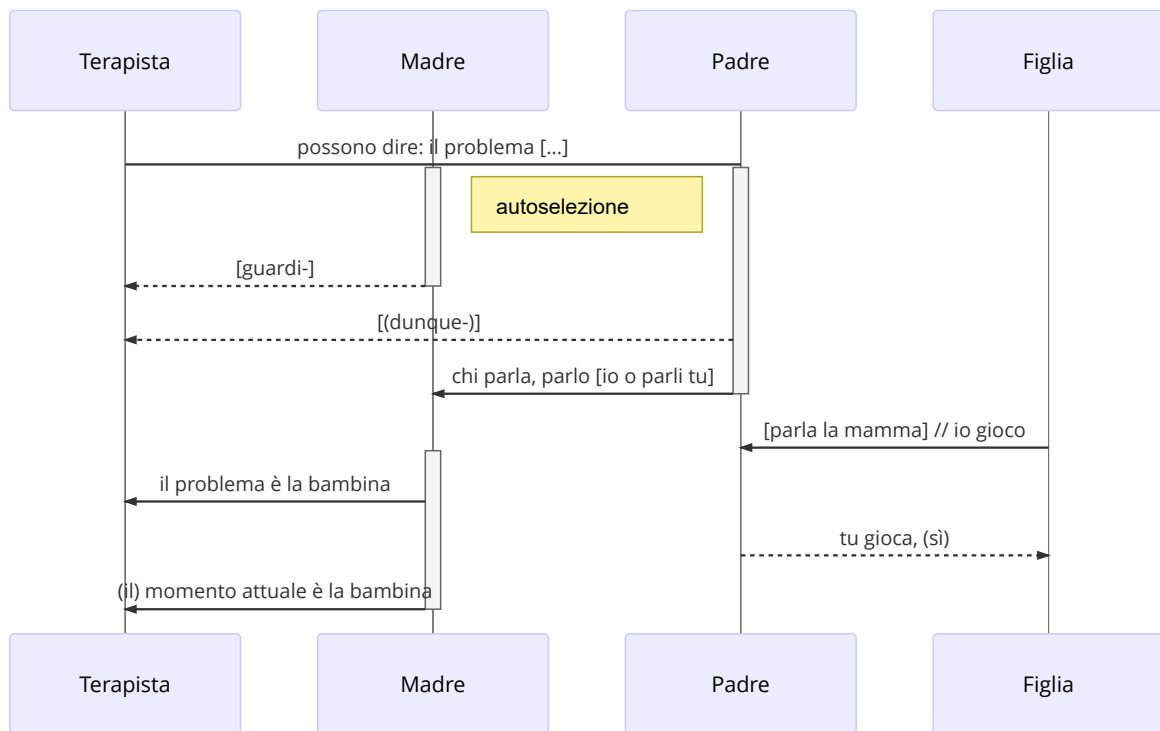 Terapista
Madre
Padre
Figlia
possono dire: il problema [...]
autoselezione
[guardi-]
[(dunque-)]
chi parla, parlo [io o parli tu]
[parla la mamma] // io gioco
il problema è la bambina
tu gioca, (sì)
(il) momento attuale è la bambina
Terapista
Madre
Padre
Figlia